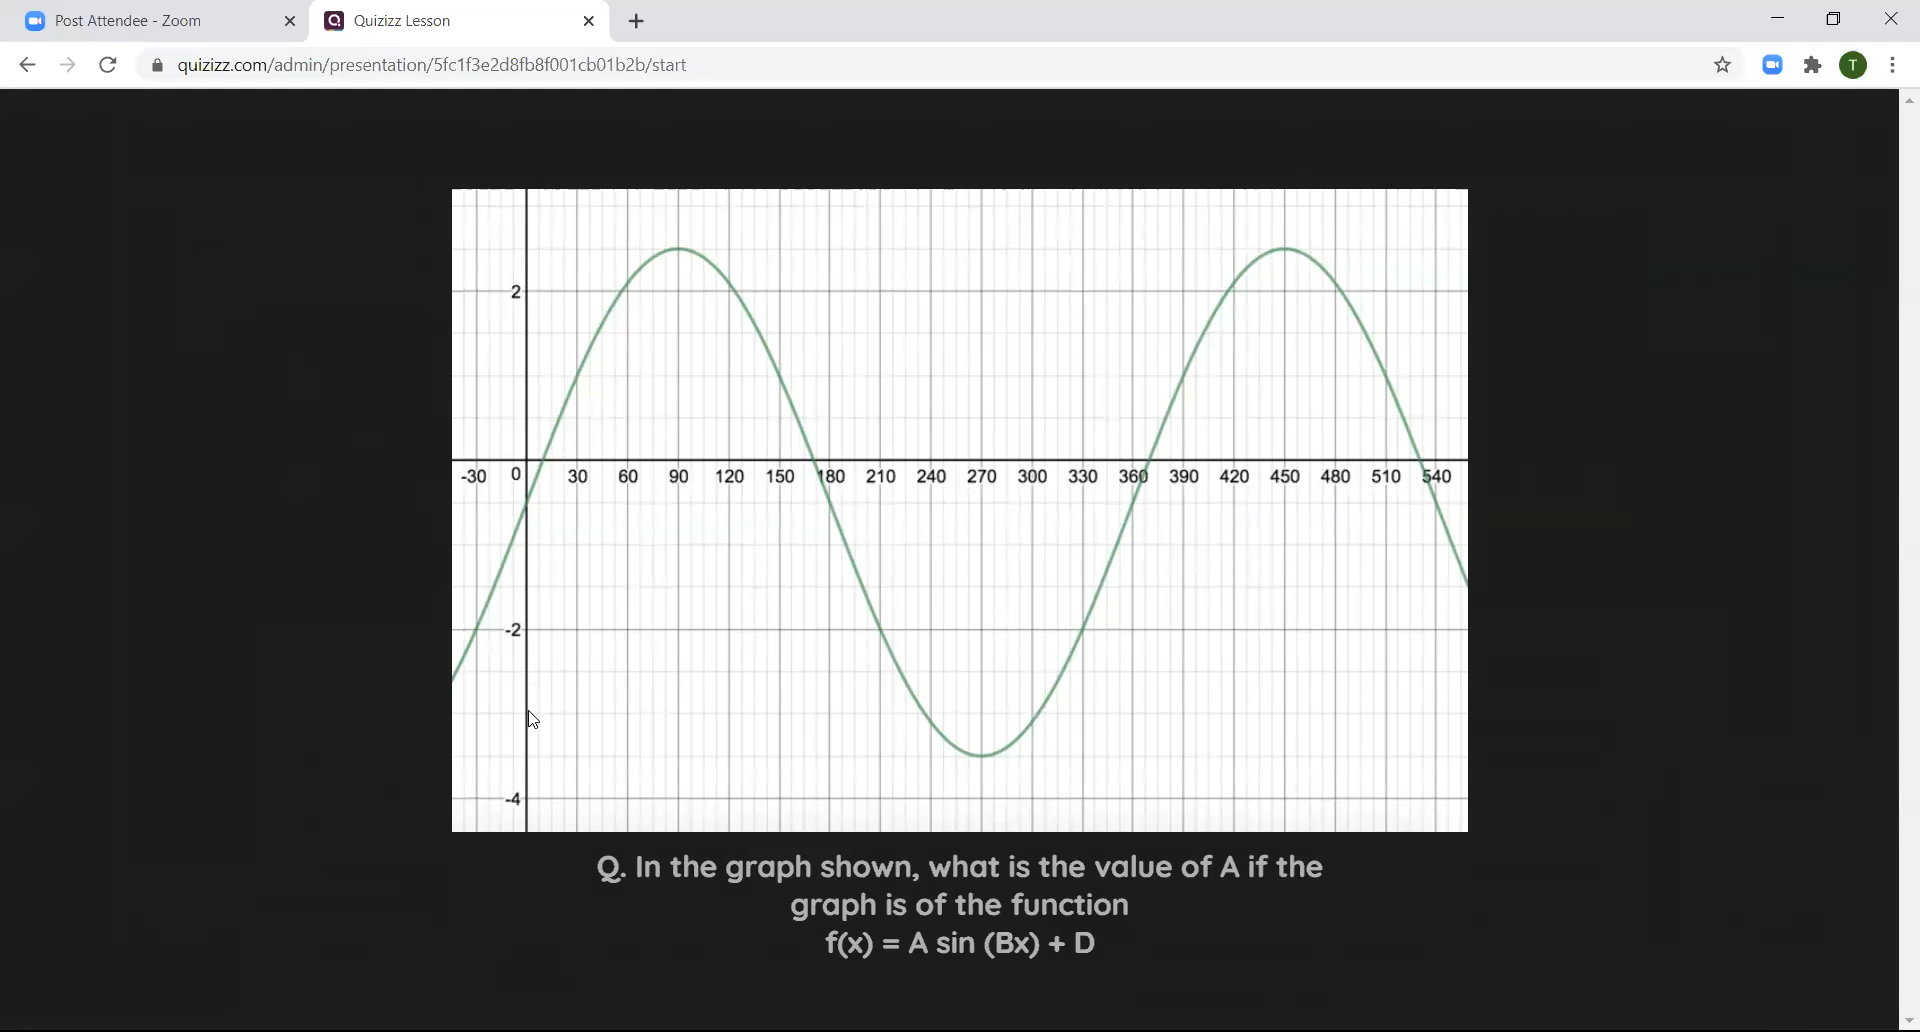 Post Attendee - Zoom
Quizizz Lesson
quizizz.com/admin/presentation/5fc1f3e2d8fb8f001cb01b2b/start
T
2
-30 0 30 60 90 120 150 180 210 240 270 300 330 360 390 420 450 480 510 540
-2
-4
Q. In the graph shown, what is the value of A if the
graph is of the function
f(x) = A sin (Bx) + D